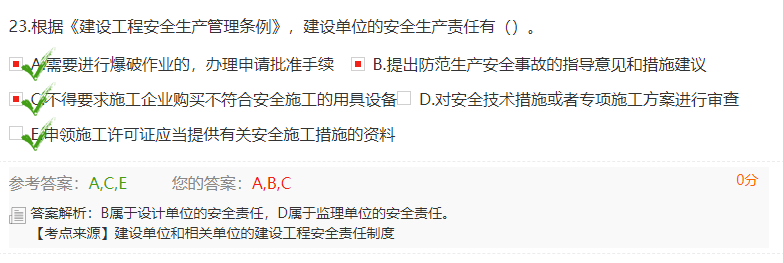 23.根据《建设工程安全生产管理条例》，建设单位的安全生产责任有（）。
A.需要进行爆破作业的，办理申请批准手续 B.提出防范生产安全事故的指导意见和措施建议
C.不得要求施工企业购买不符合安全施工的用具设备 D.对安全技术措施或者专项施工方案进行审查
E.申领施工许可证应当提供有关安全施工措施的资料
参考答案：A,C,E 您的答案：A,B,C 0分
答案解析：B属于设计单位的安全责任，D属于监理单位的安全责任。
【考点来源】建设单位和相关单位的建设工程安全责任制度